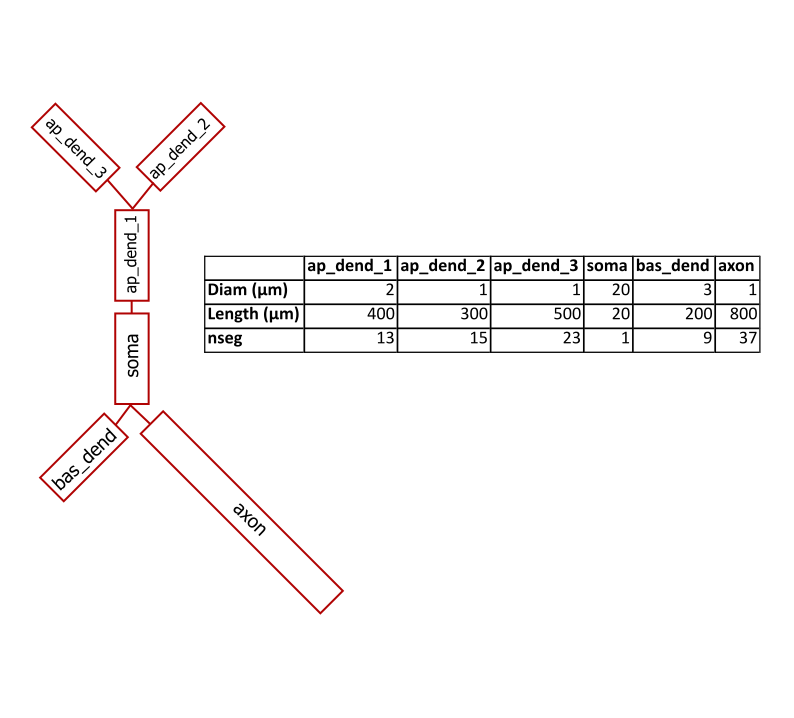 ap_dend_3
ap_dend_2
ap_dend_1
soma
bas_dend
axon
ap_dend_1 ap_dend_2 ap_dend_3 soma bas_dend axon
Diam (µm) 2 1 1 20 3 1
Length (µm) 400 300 500 20 200 800
nseg 13 15 23 1 9 37